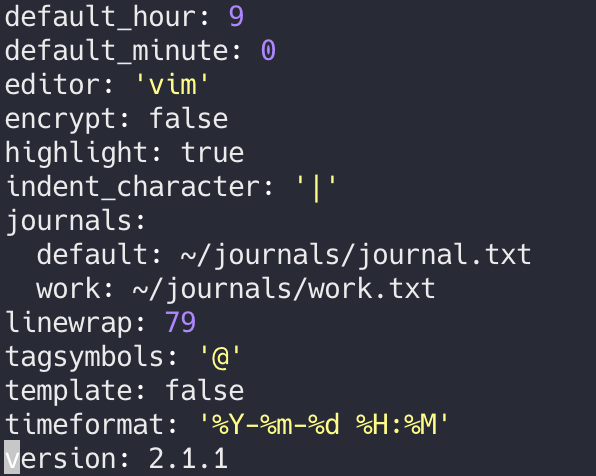 default_hour: 9
default_minute: 0
editor: 'vim'
encrypt: false
highlight: true
indent_character: '|'
journals:
  default: ~/journals/journal.txt
  work: ~/journals/work.txt
linewrap: 79
tagsymbols: '@'
template: false
timeformat: '%Y-%m-%d %H:%M'
version: 2.1.1